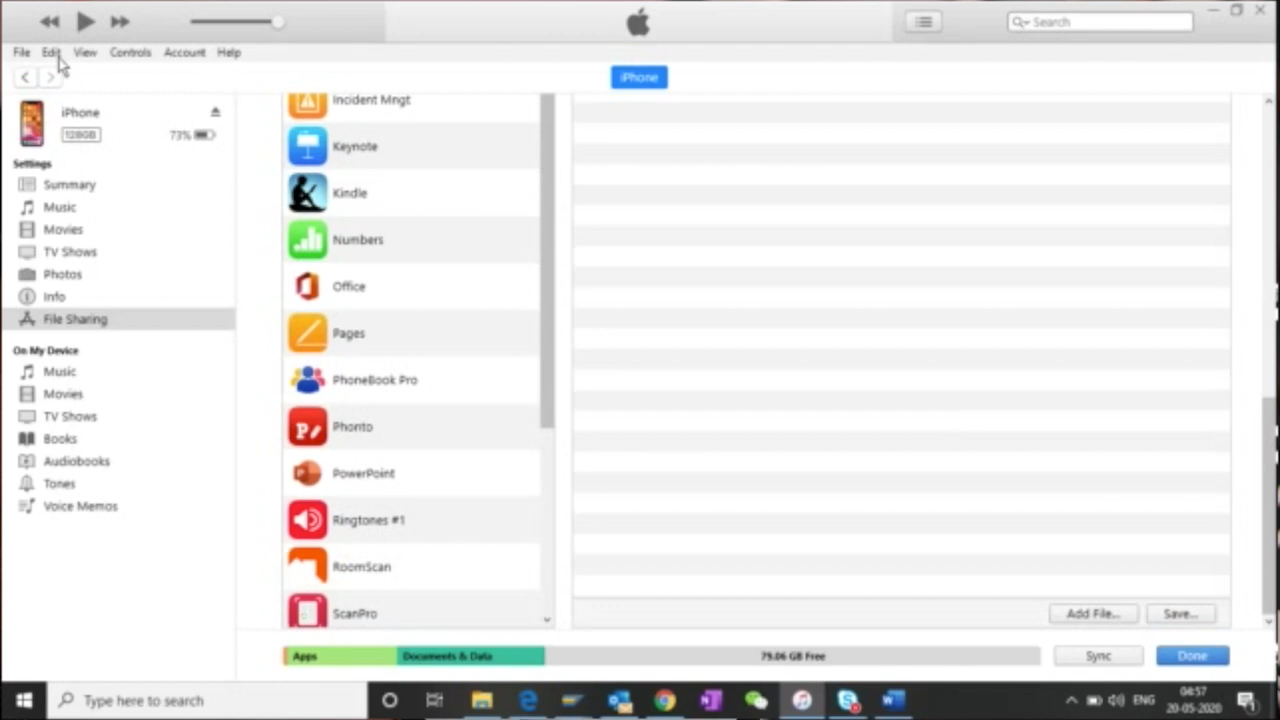 Search
File Edit View Controls Account Help
iPhone
iPhone
128GB 73%
Settings
Summary
Music
Movies
TV Shows
Photos
Info
File Sharing
On My Device
Music
Movies
TV Shows
Books
Audiobooks
Tones
Voice Memos
Incident Mngt
Keynote
Kindle
Numbers
Office
Pages
PhoneBook Pro
Phonto
PowerPoint
Ringtones #1
RoomScan
ScanPro
Add File... Save...
Apps Documents & Data 79.06 GB Free Sync Done
Type here to search
ENG
04:57
20-05-2020